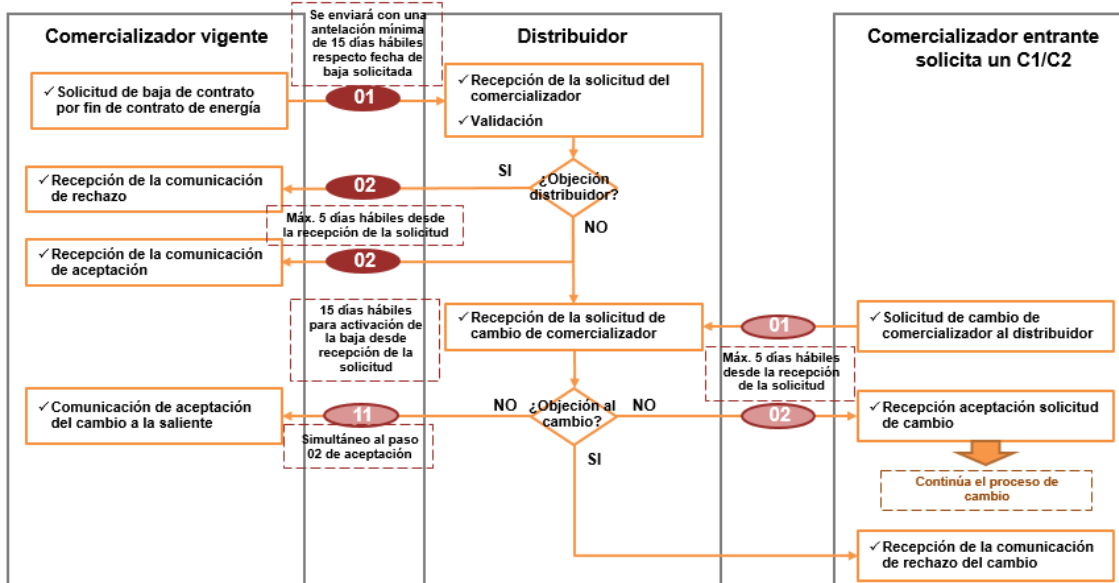 Comercializador vigente
Se enviará con una
antelación mínima
de 15 días hábiles
respecto fecha de
baja solicitada
Distribuidor
Comercializador entrante
solicita un C1/C2
✓ Solicitud de baja de contrato
por fin de contrato de energía
01
✓ Recepción de la solicitud del
comercializador
✓ Validación
SI
¿Objeción
distribuidor?
✓ Recepción de la comunicación
de rechazo
02
Máx. 5 días hábiles desde
la recepción de la solicitud
NO
✓ Recepción de la comunicación
de aceptación
02
15 días hábiles
para activación de
la baja desde
recepción de la
solicitud
✓ Recepción de la solicitud de
cambio de comercializador
01
✓ Solicitud de cambio de
comercializador al distribuidor
Máx. 5 días hábiles
desde la recepción
de la solicitud
✓ Comunicación de aceptación
del cambio a la saliente
11
NO
¿Objeción al
cambio?
NO
02
✓ Recepción aceptación solicitud
de cambio
Simultáneo al paso
02 de aceptación
SI
Continúa el proceso de
cambio
✓ Recepción de la comunicación
de rechazo del cambio